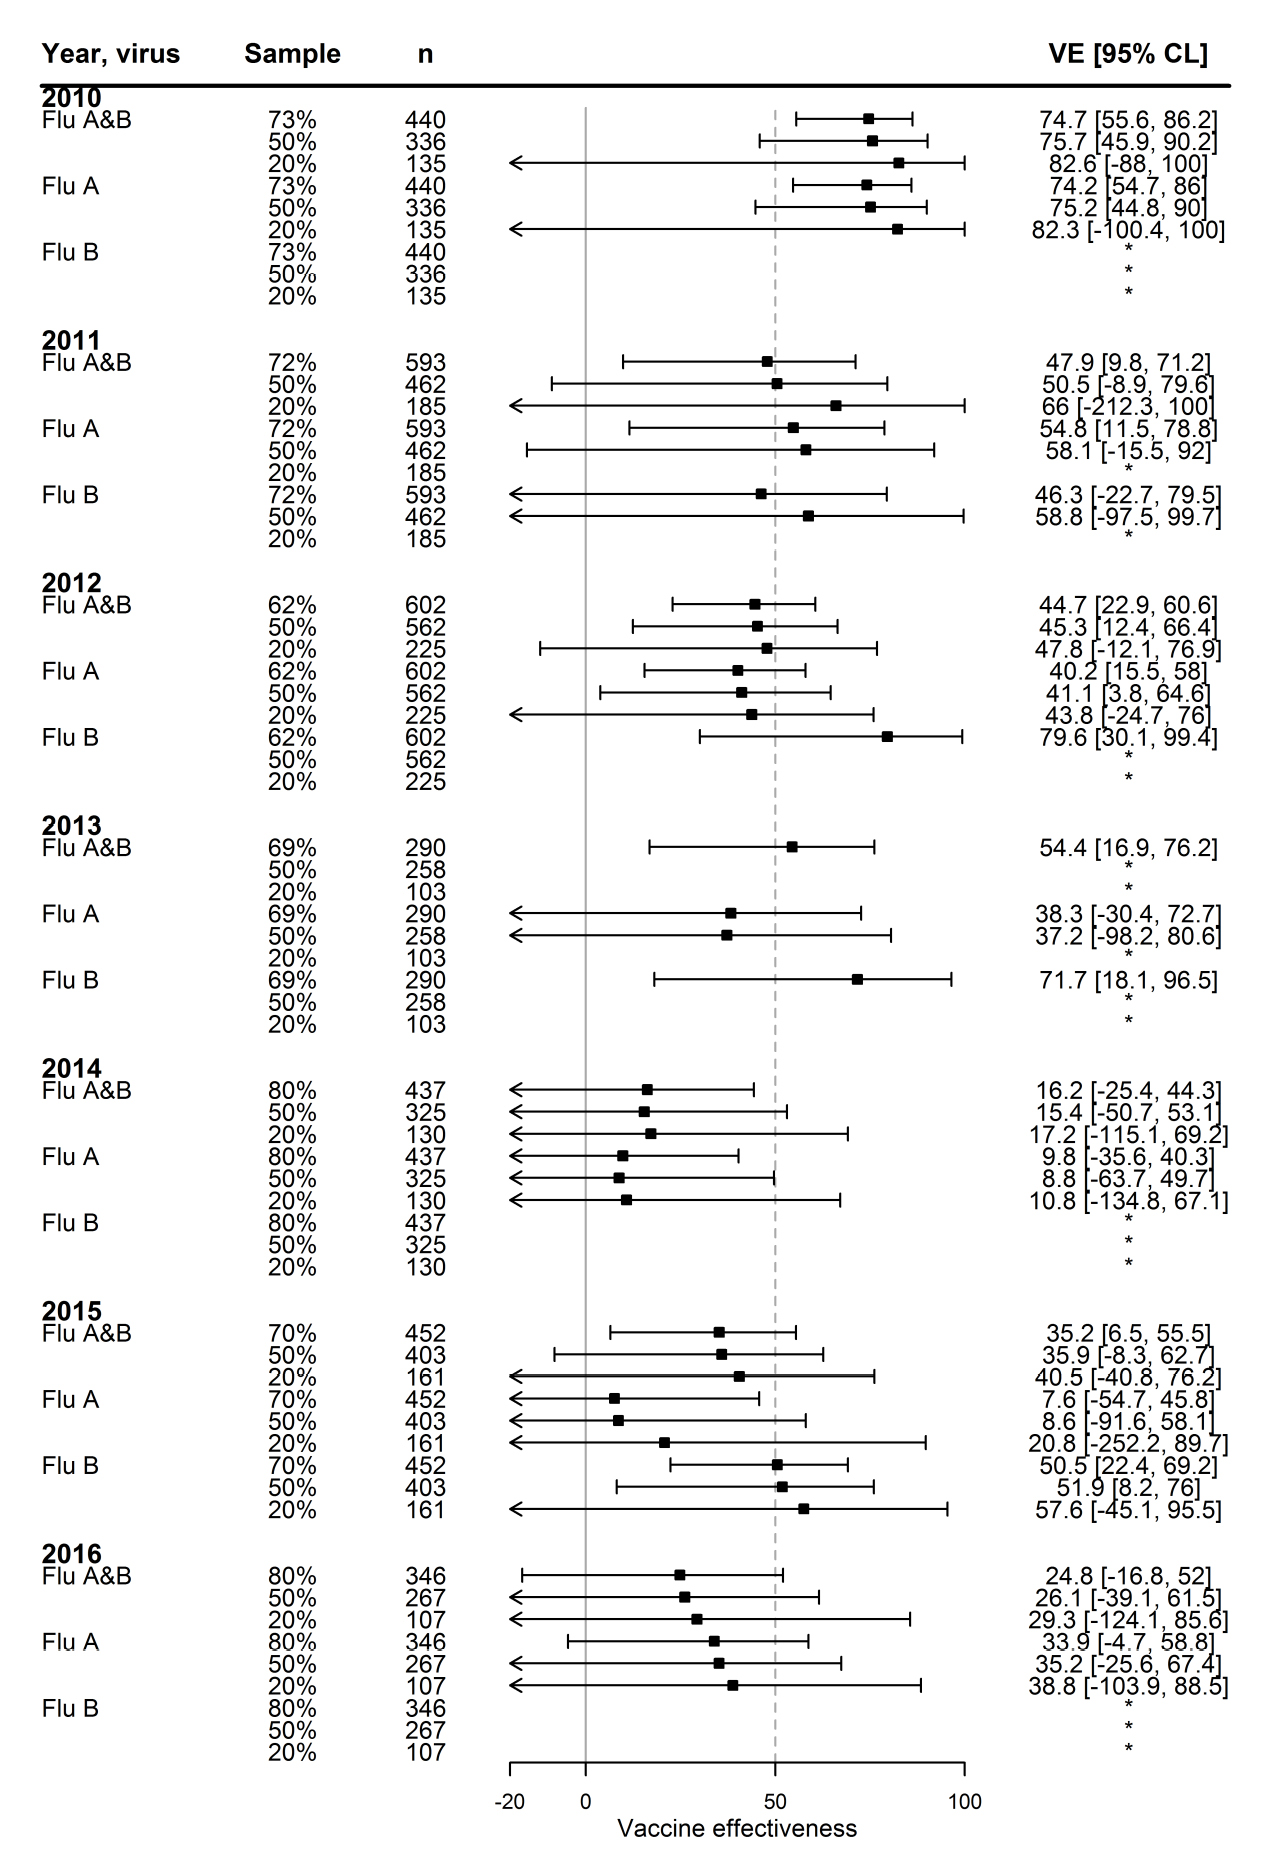 Year, virus Sample n VE [95% CL]
2010
Flu A&B 73% 440 74.7 [55.6, 86.2]
50% 336 75.7 [45.9, 90.2]
20% 135 82.6 [-88, 100]
Flu A 73% 440 74.2 [54.7, 86]
50% 336 75.2 [44.8, 90]
20% 135 82.3 [-100.4, 100]
Flu B 73% 440 *
50% 336 *
20% 135 *
2011
Flu A&B 72% 593 47.9 [9.8, 71.2]
50% 462 50.5 [-8.9, 79.6]
20% 185 66 [-212.3, 100]
Flu A 72% 593 54.8 [11.5, 78.8]
50% 462 58.1 [-15.5, 92]
20% 185 *
Flu B 72% 593 46.3 [-22.7, 79.5]
50% 462 58.8 [-97.5, 99.7]
20% 185 *
2012
Flu A&B 62% 602 44.7 [22.9, 60.6]
50% 562 45.3 [12.4, 66.4]
20% 225 47.8 [-12.1, 76.9]
Flu A 62% 602 40.2 [15.5, 58]
50% 562 41.1 [3.8, 64.6]
20% 225 43.8 [-24.7, 76]
Flu B 62% 602 79.6 [30.1, 99.4]
50% 562 *
20% 225 *
2013
Flu A&B 69% 290 54.4 [16.9, 76.2]
50% 258 *
20% 103 *
Flu A 69% 290 38.3 [-30.4, 72.7]
50% 258 37.2 [-98.2, 80.6]
20% 103 *
Flu B 69% 290 71.7 [18.1, 96.5]
50% 258 *
20% 103 *
2014
Flu A&B 80% 437 16.2 [-25.4, 44.3]
50% 325 15.4 [-50.7, 53.1]
20% 130 17.2 [-115.1, 69.2]
Flu A 80% 437 9.8 [-35.6, 40.3]
50% 325 8.8 [-63.7, 49.7]
20% 130 10.8 [-134.8, 67.1]
Flu B 80% 437 *
50% 325 *
20% 130 *
2015
Flu A&B 70% 452 35.2 [6.5, 55.5]
50% 403 35.9 [-8.3, 62.7]
20% 161 40.5 [-40.8, 76.2]
Flu A 70% 452 7.6 [-54.7, 45.8]
50% 403 8.6 [-91.6, 58.1]
20% 161 20.8 [-252.2, 89.7]
Flu B 70% 452 50.5 [22.4, 69.2]
50% 403 51.9 [8.2, 76]
20% 161 57.6 [-45.1, 95.5]
2016
Flu A&B 80% 346 24.8 [-16.8, 52]
50% 267 26.1 [-39.1, 61.5]
20% 107 29.3 [-124.1, 85.6]
Flu A 80% 346 33.9 [-4.7, 58.8]
50% 267 35.2 [-25.6, 67.4]
20% 107 38.8 [-103.9, 88.5]
Flu B 80% 346 *
50% 267 *
20% 107 *
-20 0 50 100
Vaccine effectiveness